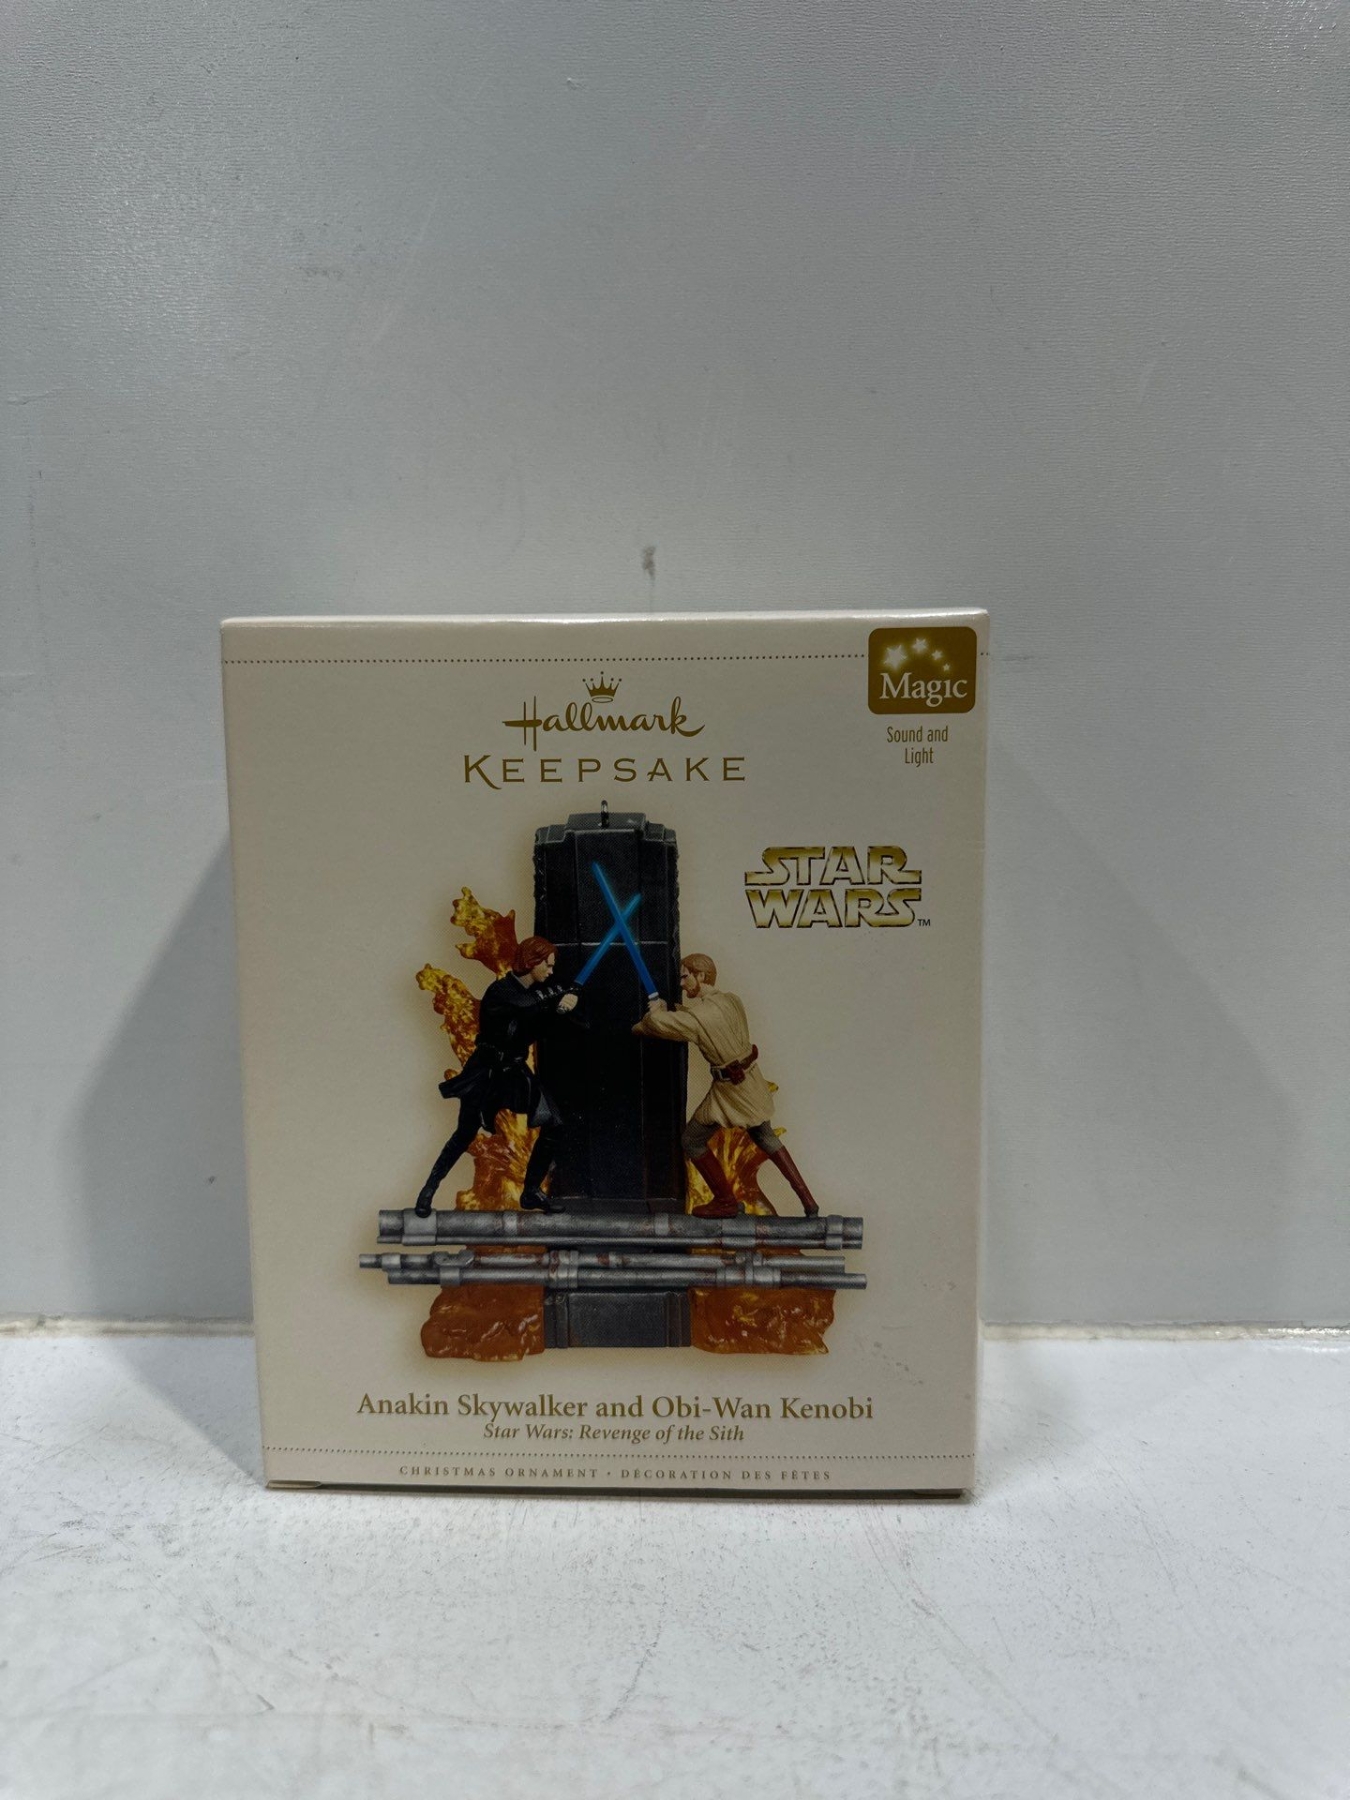 Magic
Sound and
Light
Hallmark
KEEPSAKE
STAR
WARS™
Anakin Skywalker and Obi-Wan Kenobi
Star Wars: Revenge of the Sith
CHRISTMAS ORNAMENT • DÉCORATION DES FÊTES